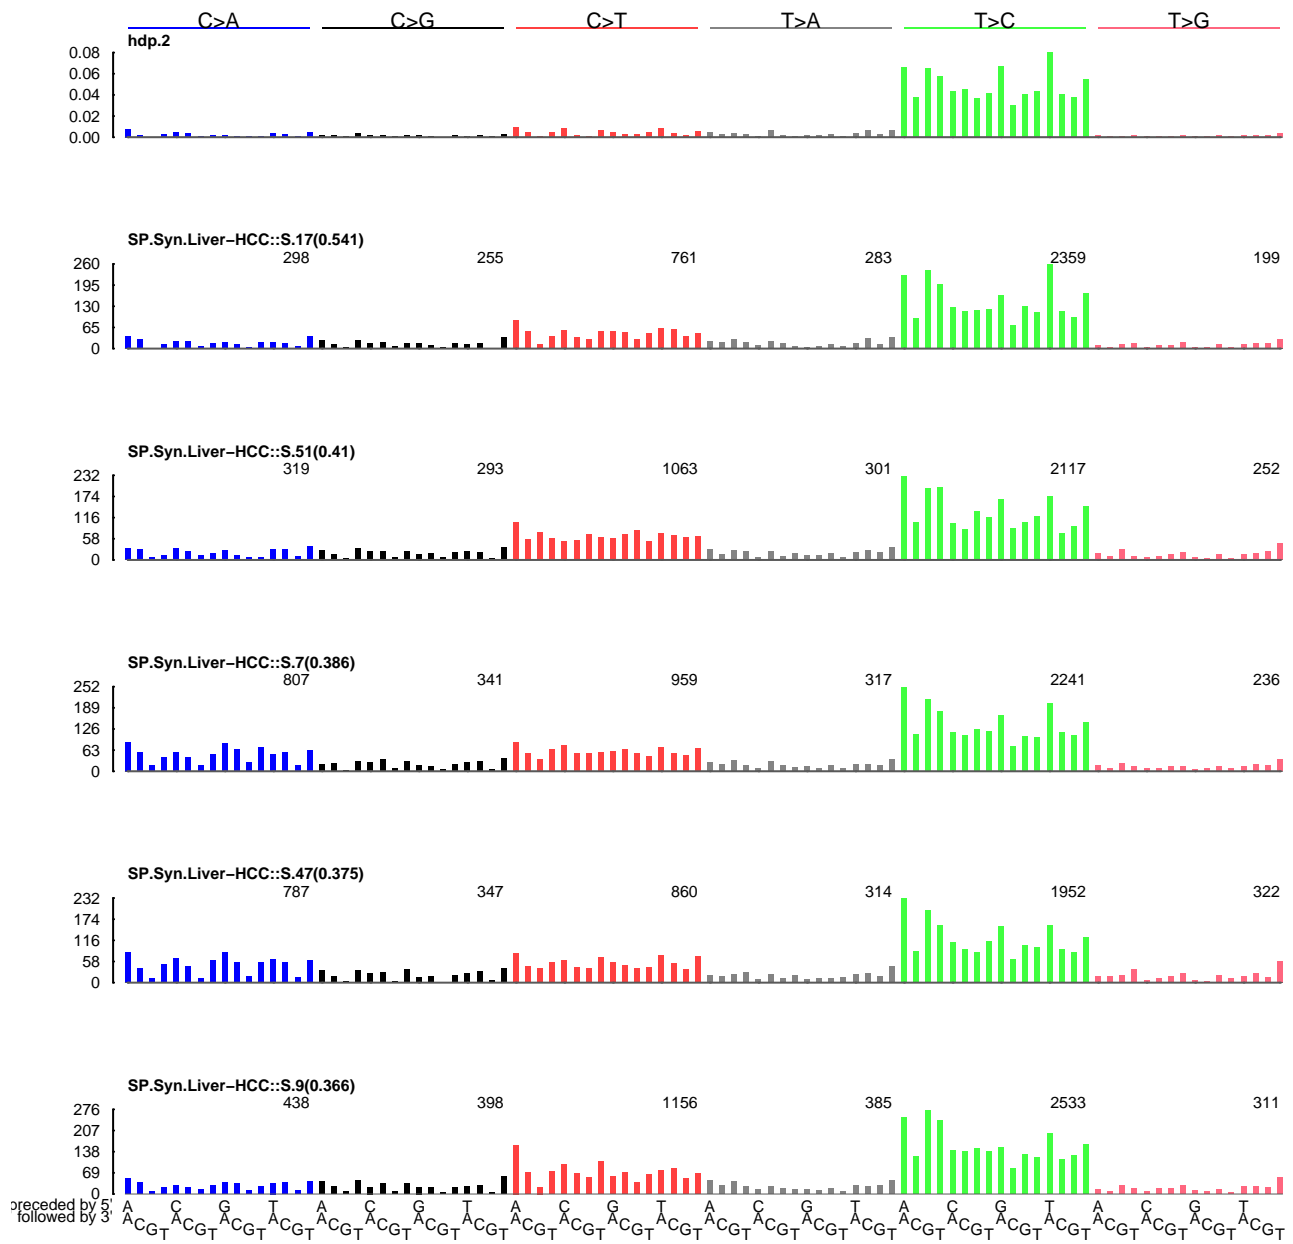 C>A C>G C>T T>A T>C T>G
hdp.2
0.08
0.06
0.04
0.02
0.00
SP.Syn.Liver−HCC::S.17(0.541)
298 255 761 283 2359 199
260
195
130
65
0
SP.Syn.Liver−HCC::S.51(0.41)
319 293 1063 301 2117 252
232
174
116
58
0
SP.Syn.Liver−HCC::S.7(0.386)
807 341 959 317 2241 236
252
189
126
63
0
SP.Syn.Liver−HCC::S.47(0.375)
787 347 860 314 1952 322
232
174
116
58
0
SP.Syn.Liver−HCC::S.9(0.366)
438 398 1156 385 2533 311
276
207
138
69
0
preceded by 5' A C G T A C G T A C G T A C G T A C G T A C G T
followed by 3' A C G T A C G T A C G T A C G T A C G T A C G T A C G T A C G T A C G T A C G T A C G T A C G T A C G T A C G T A C G T A C G T A C G T A C G T A C G T A C G T A C G T A C G T A C G T A C G T